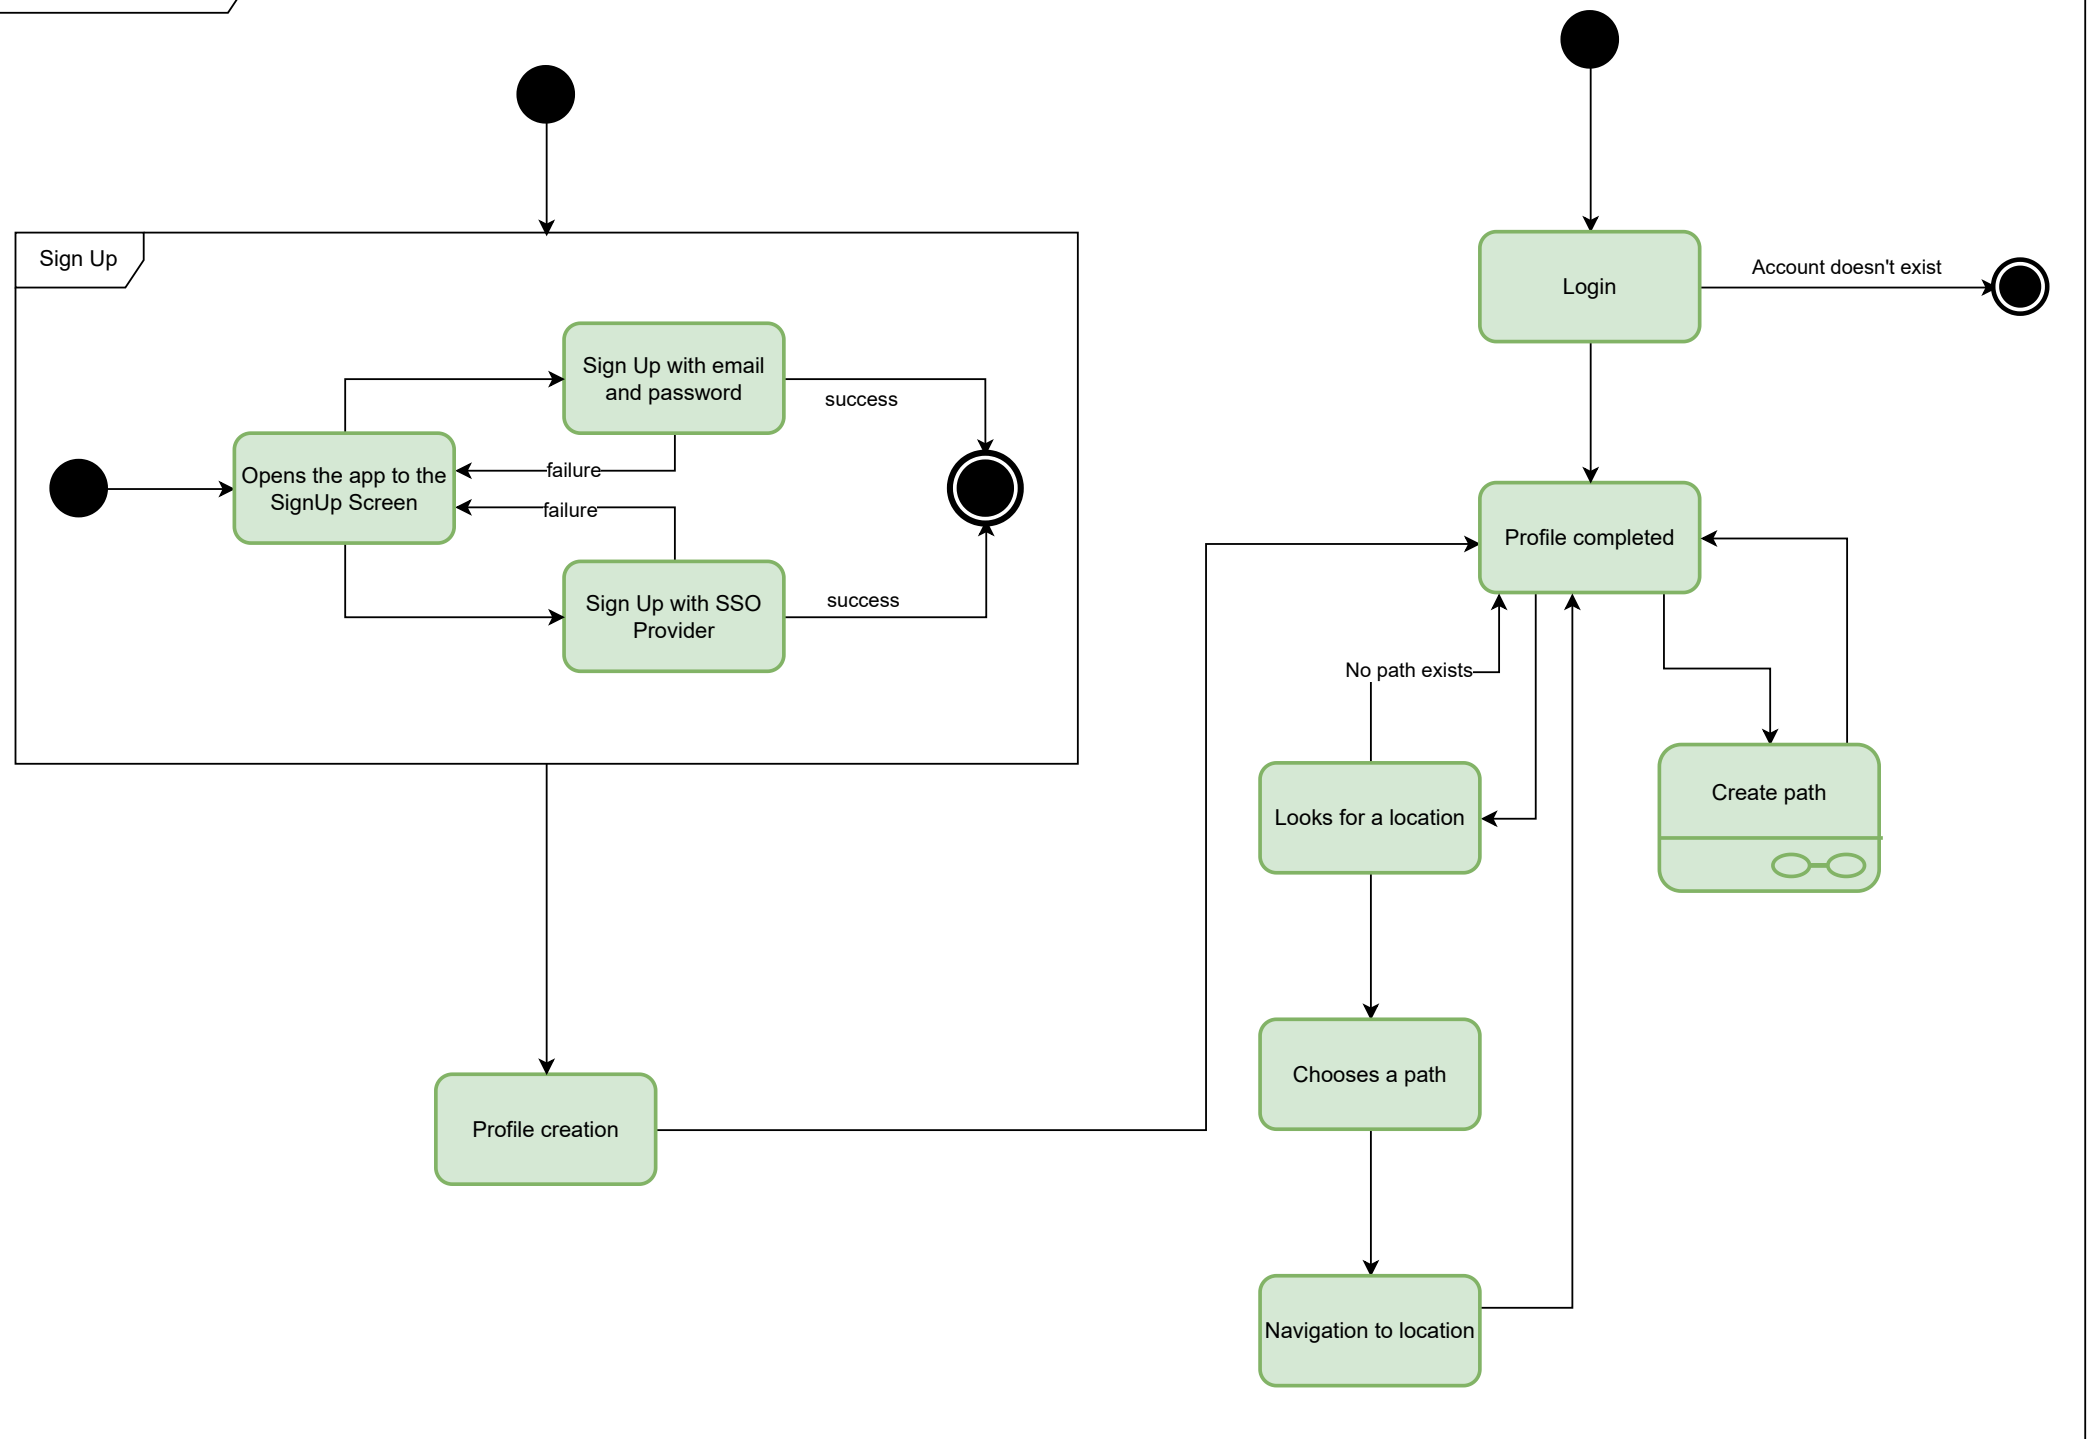 Sign Up
Sign Up with email
and password
success
Opens the app to the
SignUp Screen
failure
failure
Sign Up with SSO
Provider
success
Profile creation
Login
Account doesn't exist
Profile completed
No path exists
Looks for a location
Create path
Chooses a path
Navigation to location